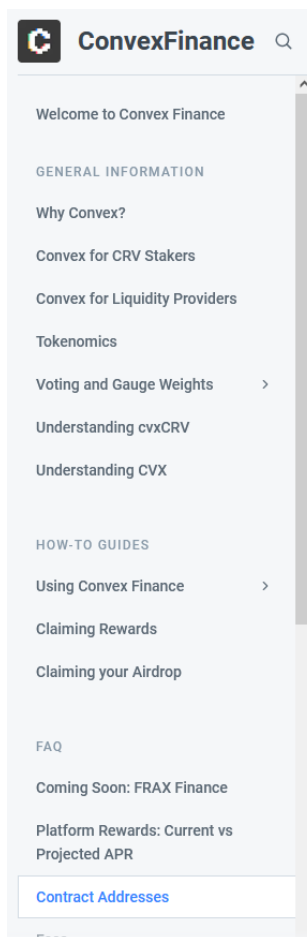 ConvexFinance
Welcome to Convex Finance
GENERAL INFORMATION
Why Convex?
Convex for CRV Stakers
Convex for Liquidity Providers
Tokenomics
Voting and Gauge Weights
Understanding cvxCRV
Understanding CVX
HOW-TO GUIDES
Using Convex Finance
Claiming Rewards
Claiming your Airdrop
FAQ
Coming Soon: FRAX Finance
Platform Rewards: Current vs
Projected APR
Contract Addresses